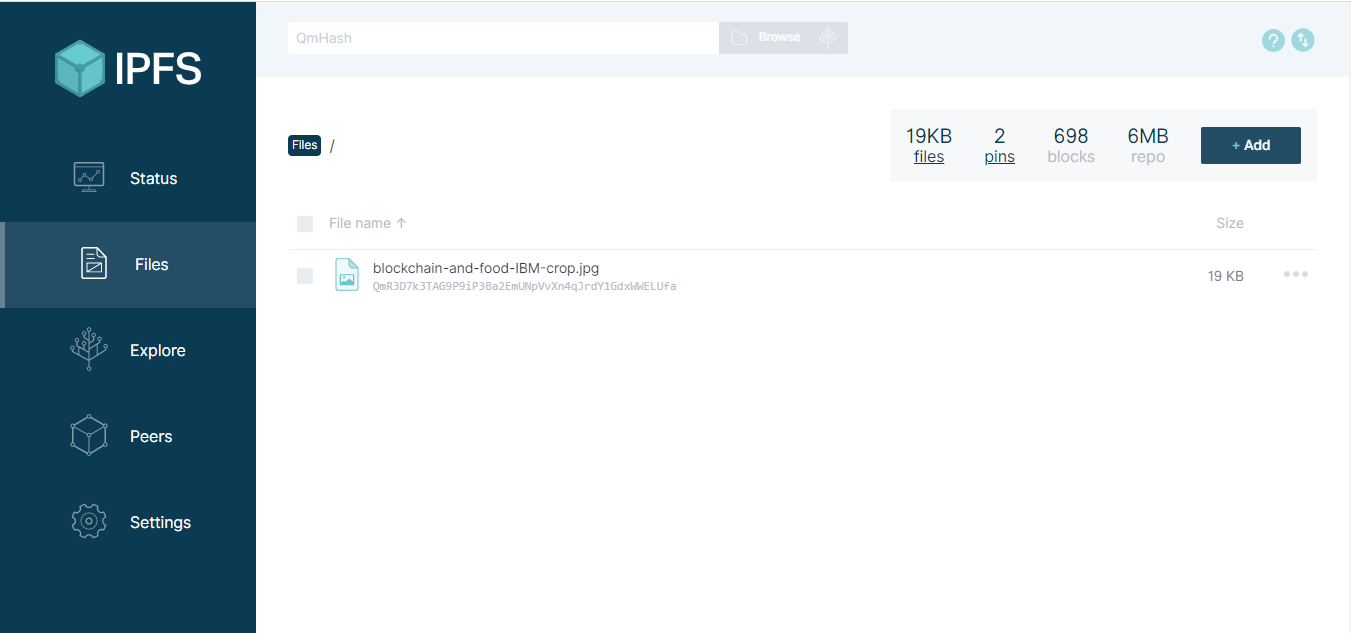 IPFS
Status
Files
Explore
Peers
Settings
QmHash
Browse
?
Files /
19KB files
2 pins
698 blocks
6MB repo
+ Add
File name ↑ Size
blockchain-and-food-IBM-crop.jpg
QmR3D7k3TAG9P9iP3Ba2EmUNpVvXn4qJrdY1GdxWWELUfa
19 KB